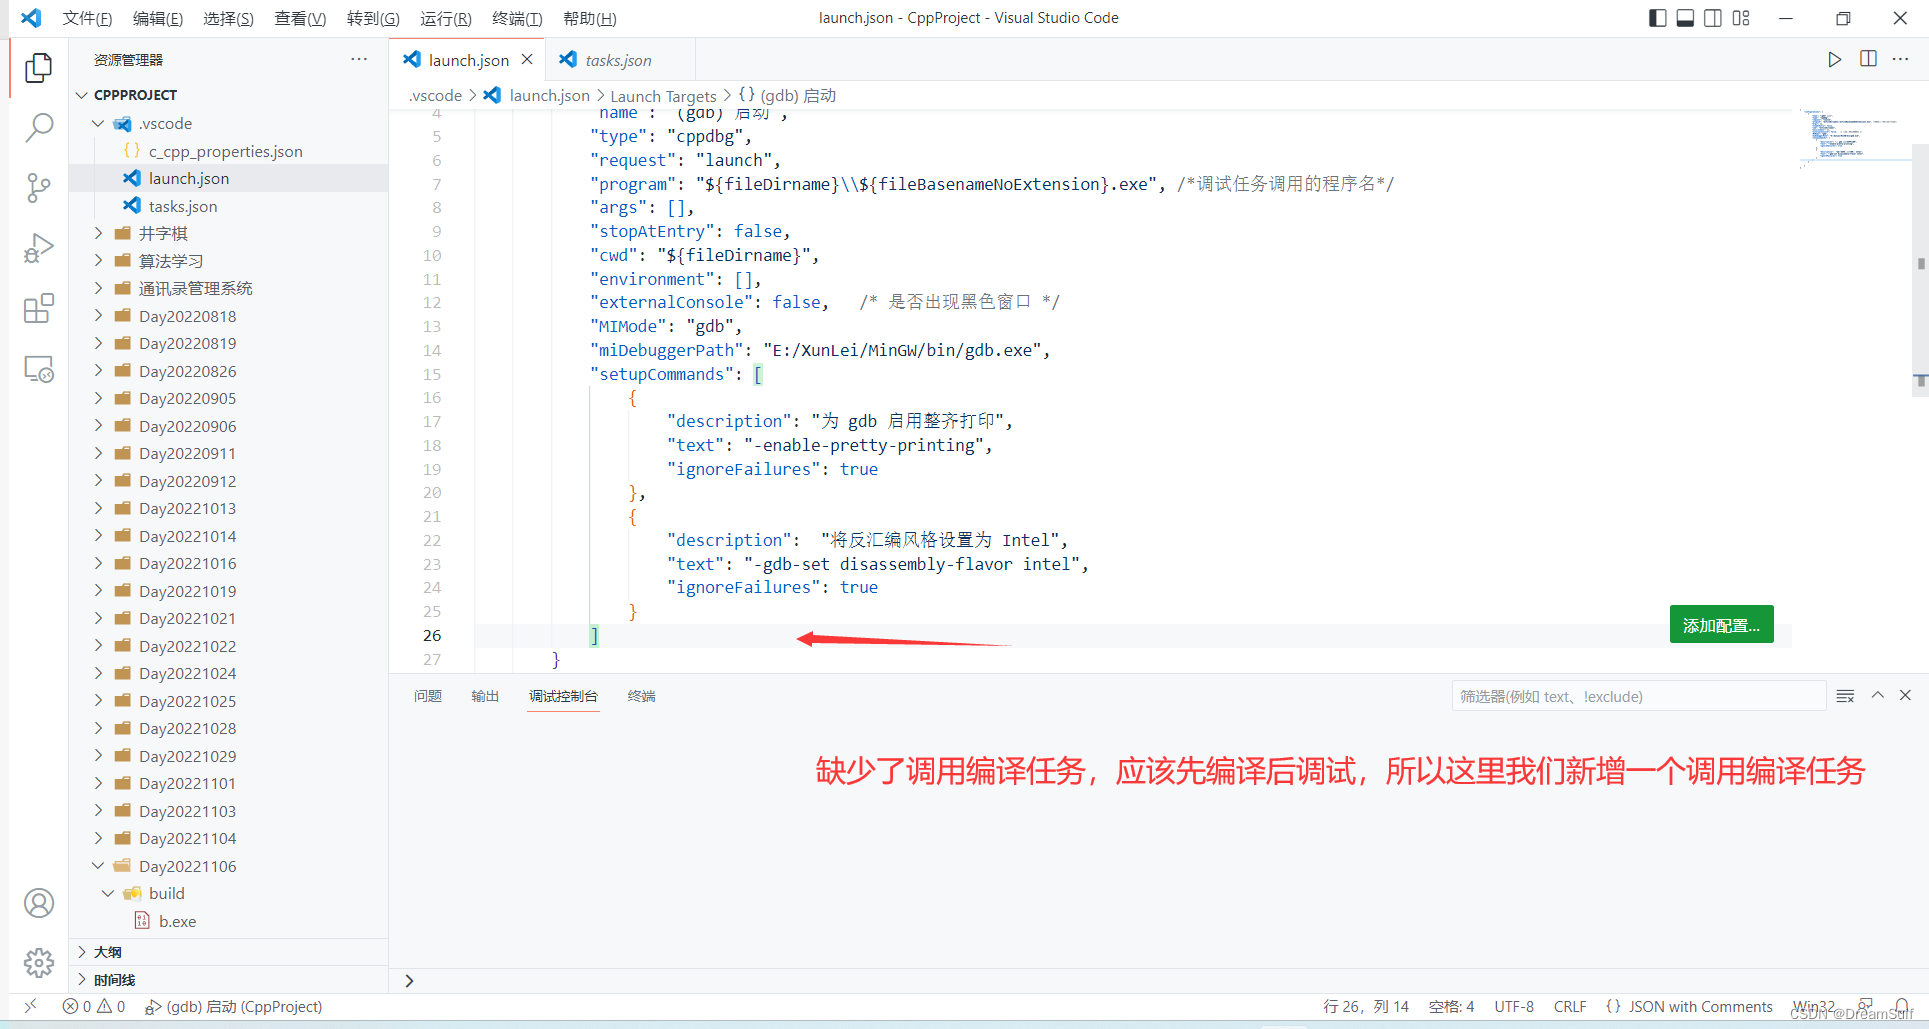 文件(F) 编辑(E) 选择(S) 查看(V) 转到(G) 运行(R) 终端(T) 帮助(H) launch.json - CppProject - Visual Studio Code
资源管理器 ···
CPPPROJECT
.vscode
{} c_cpp_properties.json
launch.json
tasks.json
井字棋
算法学习
通讯录管理系统
Day20220818
Day20220819
Day20220826
Day20220905
Day20220906
Day20220911
Day20220912
Day20221013
Day20221014
Day20221016
Day20221019
Day20221021
Day20221022
Day20221024
Day20221025
Day20221028
Day20221029
Day20221101
Day20221103
Day20221104
Day20221106
build
b.exe
大纲
时间线
launch.json tasks.json
.vscode > launch.json > Launch Targets > {} (gdb) 启动
4 "name": "(gdb) 启动",
5 "type": "cppdbg",
6 "request": "launch",
7 "program": "${fileDirname}\\${fileBasenameNoExtension}.exe", /*调试任务调用的程序名*/
8 "args": [],
9 "stopAtEntry": false,
10 "cwd": "${fileDirname}",
11 "environment": [],
12 "externalConsole": false, /* 是否出现黑色窗口 */
13 "MIMode": "gdb",
14 "miDebuggerPath": "E:/XunLei/MinGW/bin/gdb.exe",
15 "setupCommands": [
16 {
17 "description": "为 gdb 启用整齐打印",
18 "text": "-enable-pretty-printing",
19 "ignoreFailures": true
20 },
21 {
22 "description": "将反汇编风格设置为 Intel",
23 "text": "-gdb-set disassembly-flavor intel",
24 "ignoreFailures": true
25 }
26 ]
27 }
添加配置...
问题 输出 调试控制台 终端 筛选器(例如 text、!exclude)
缺少了调用编译任务，应该先编译后调试，所以这里我们新增一个调用编译任务
0 0 (gdb) 启动 (CppProject) 行 26，列 14 空格: 4 UTF-8 CRLF {} JSON with Comments Win32
CSDN @DreamSuff